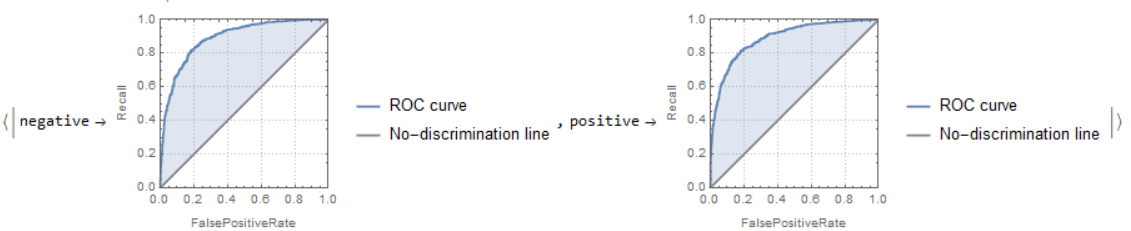 ⟨| negative →
Recall
1.0
0.8
0.6
0.4
0.2
0.0
0.0 0.2 0.4 0.6 0.8 1.0
FalsePositiveRate
ROC curve
No-discrimination line
, positive →
Recall
1.0
0.8
0.6
0.4
0.2
0.0
0.0 0.2 0.4 0.6 0.8 1.0
FalsePositiveRate
ROC curve
No-discrimination line
|⟩